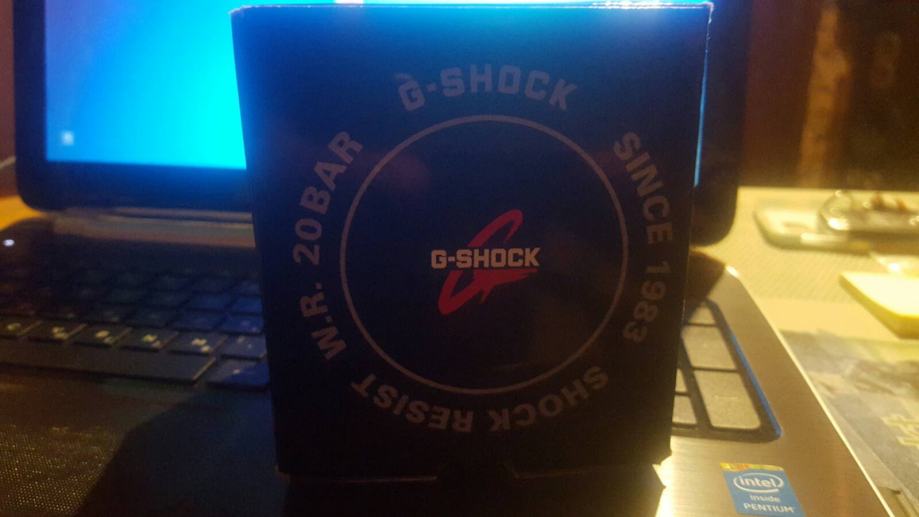 G-SHOCK
SINCE 1983
SHOCK RESIST
W.R. 20BAR
G-SHOCK
intel
inside
PENTIUM